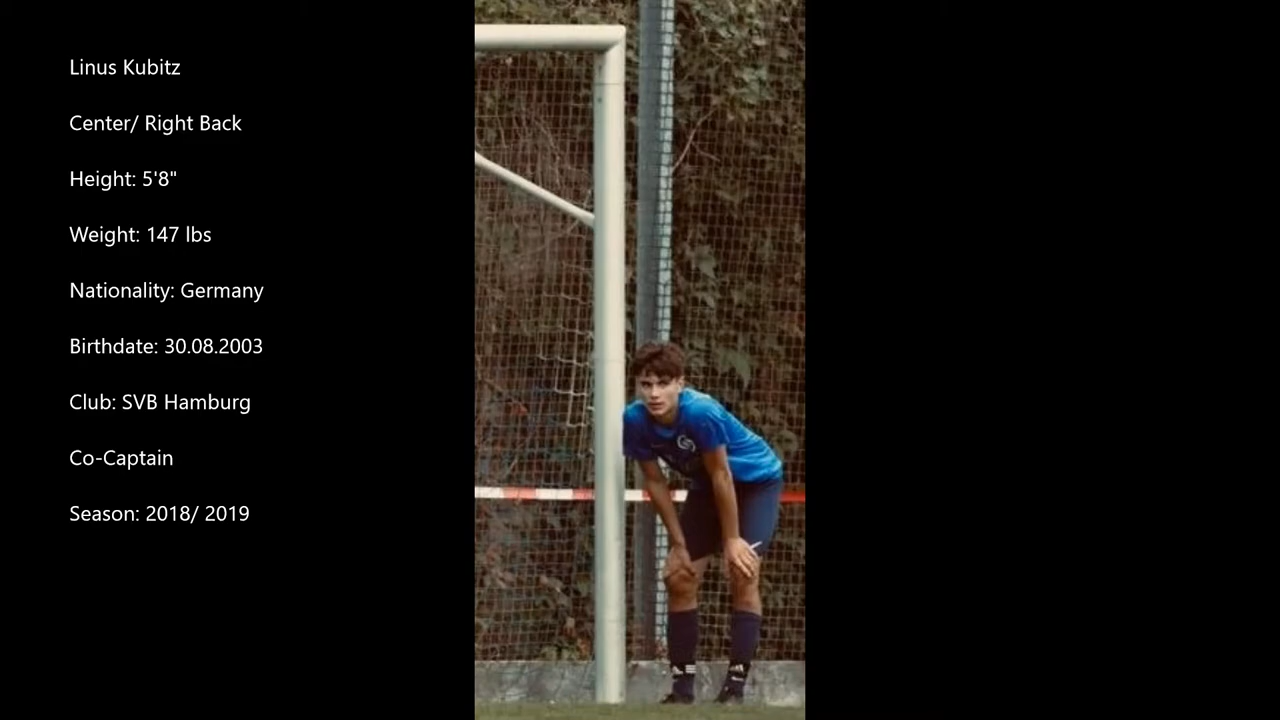 Linus Kubitz
Center/ Right Back
Height: 5'8"
Weight: 147 lbs
Nationality: Germany
Birthdate: 30.08.2003
Club: SVB Hamburg
Co-Captain
Season: 2018/ 2019